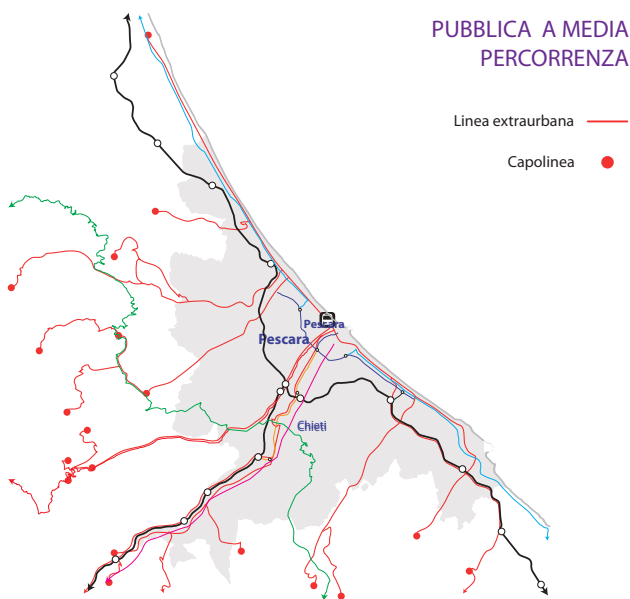 PUBBLICA A MEDIA
PERCORRENZA
Linea extraurbana
Capolinea
Pescara
Pescara
Chieti